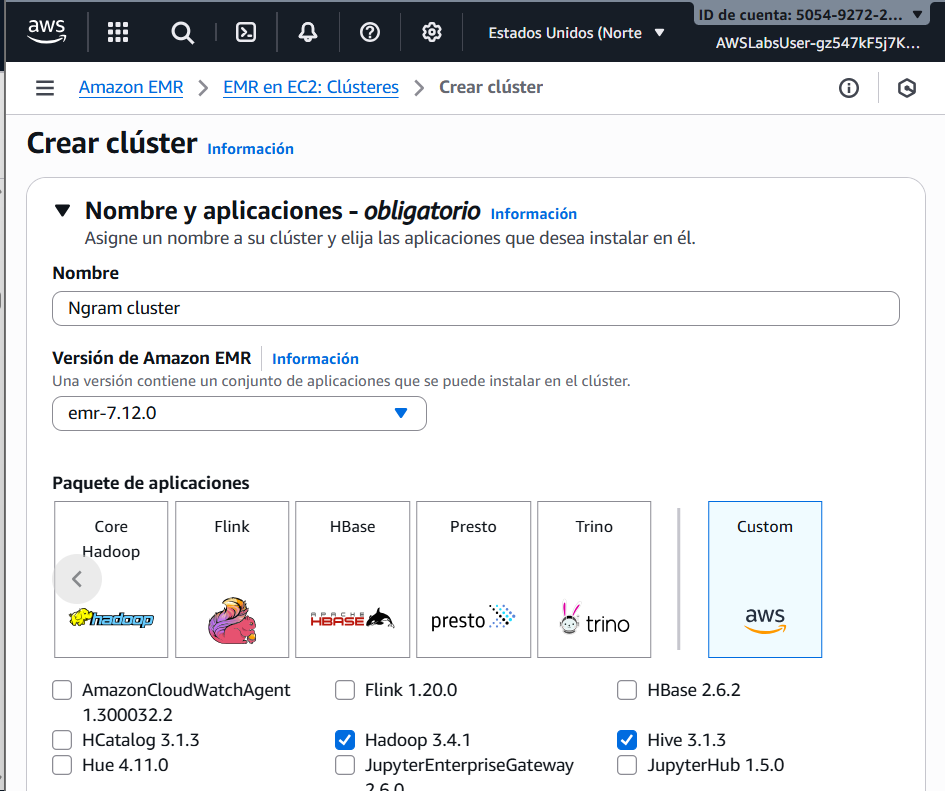 aws
Estados Unidos (Norte
ID de cuenta: 5054-9272-2...
AWSLabsUser-gz547kF5j7K...
Amazon EMR
EMR en EC2: Clústeres
Crear clúster
Crear clúster
Información
Nombre y aplicaciones - obligatorio
Información
Asigne un nombre a su clúster y elija las aplicaciones que desea instalar en él.
Nombre
Ngram cluster
Versión de Amazon EMR
Información
Una versión contiene un conjunto de aplicaciones que se puede instalar en el clúster.
emr-7.12.0
Paquete de aplicaciones
Core
Hadoop
hadoop
Flink
HBase
APACHE
HBASE
Presto
presto
Trino
trino
Custom
aws
AmazonCloudWatchAgent
1.300032.2
Flink 1.20.0
HBase 2.6.2
HCatalog 3.1.3
Hadoop 3.4.1
Hive 3.1.3
Hue 4.11.0
JupyterEnterpriseGateway
2.6.0
JupyterHub 1.5.0